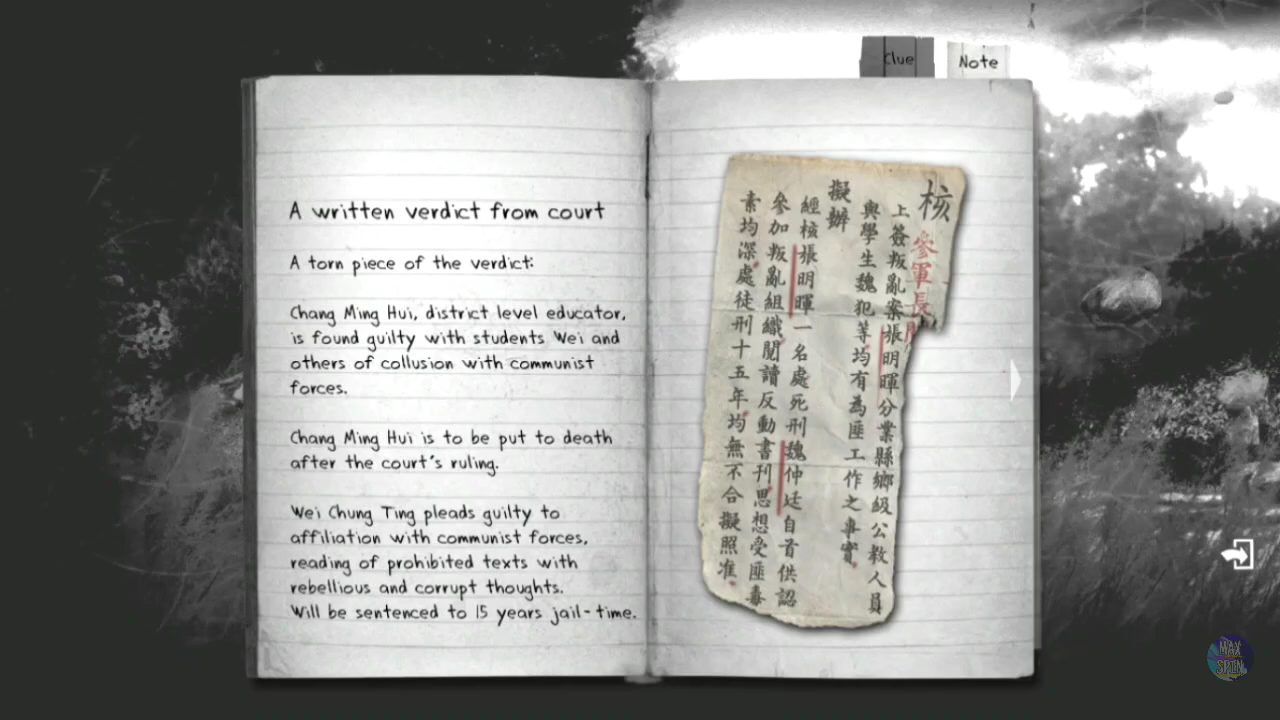 Clue
Note
A written verdict from court
A torn piece of the verdict:
Chang Ming Hui, district level educator,
is found guilty with students Wei and
others of collusion with communist
forces.
Chang Ming Hui is to be put to death
after the court's ruling.
Wei Chung Ting pleads guilty to
affiliation with communist forces,
reading of prohibited texts with
rebellious and corrupt thoughts.
Will be sentenced to 15 years jail-time.
核
參軍長
上簽叛亂案張明暉分業縣鄉級公教人員
與學生魏犯等均有為匪工作之事實
擬辦
經核張明暉一名處死刑魏仲廷自首供認
參加叛亂組織閱讀反動書刊思想受匪毒
素均深處徒刑十五年均無不合擬照准
MAX
SPIN